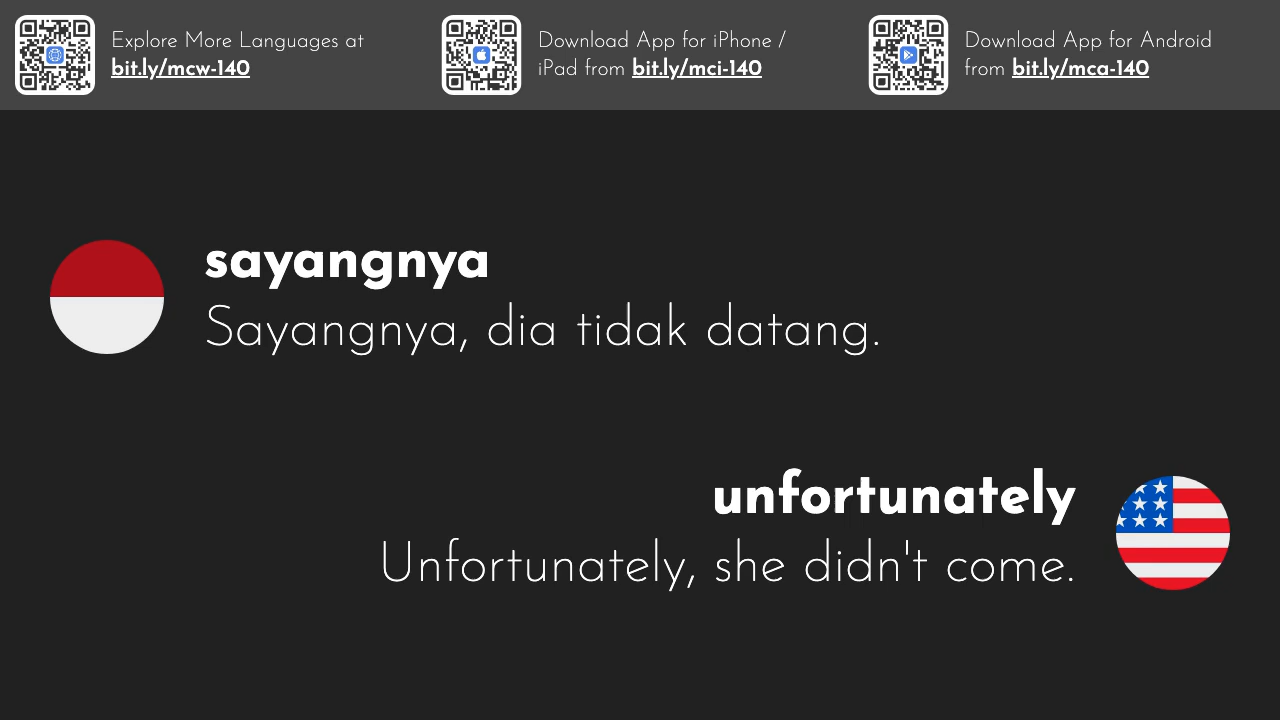 Explore More Languages at
bit.ly/mcw-140
Download App for iPhone /
iPad from bit.ly/mci-140
Download App for Android
from bit.ly/mca-140
sayangnya
Sayangnya, dia tidak datang.
unfortunately
Unfortunately, she didn't come.